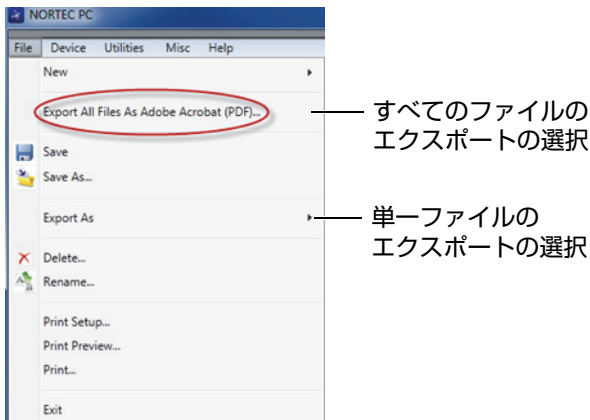 NORTEC PC
File Device Utilities Misc Help
New
Export All Files As Adobe Acrobat (PDF)...
すべてのファイルの
エクスポートの選択
Save
Save As...
Export As
単一ファイルの
エクスポートの選択
Delete...
Rename...
Print Setup...
Print Preview...
Print...
Exit